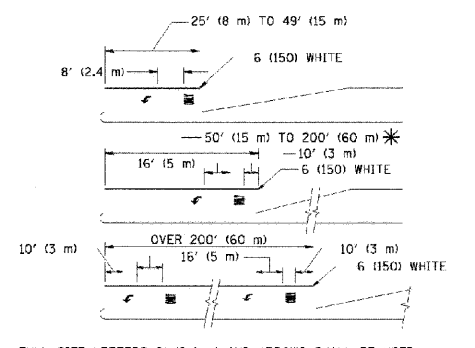 25' (8 m) TO 49' (15 m)
6 (150) WHITE
8' (2.4 m)
50' (15 m) TO 200' (60 m) *
10' (3 m)
16' (5 m)
6 (150) WHITE
OVER 200' (60 m)
10' (3 m)
16' (5 m)
10' (3 m)
6 (150) WHITE